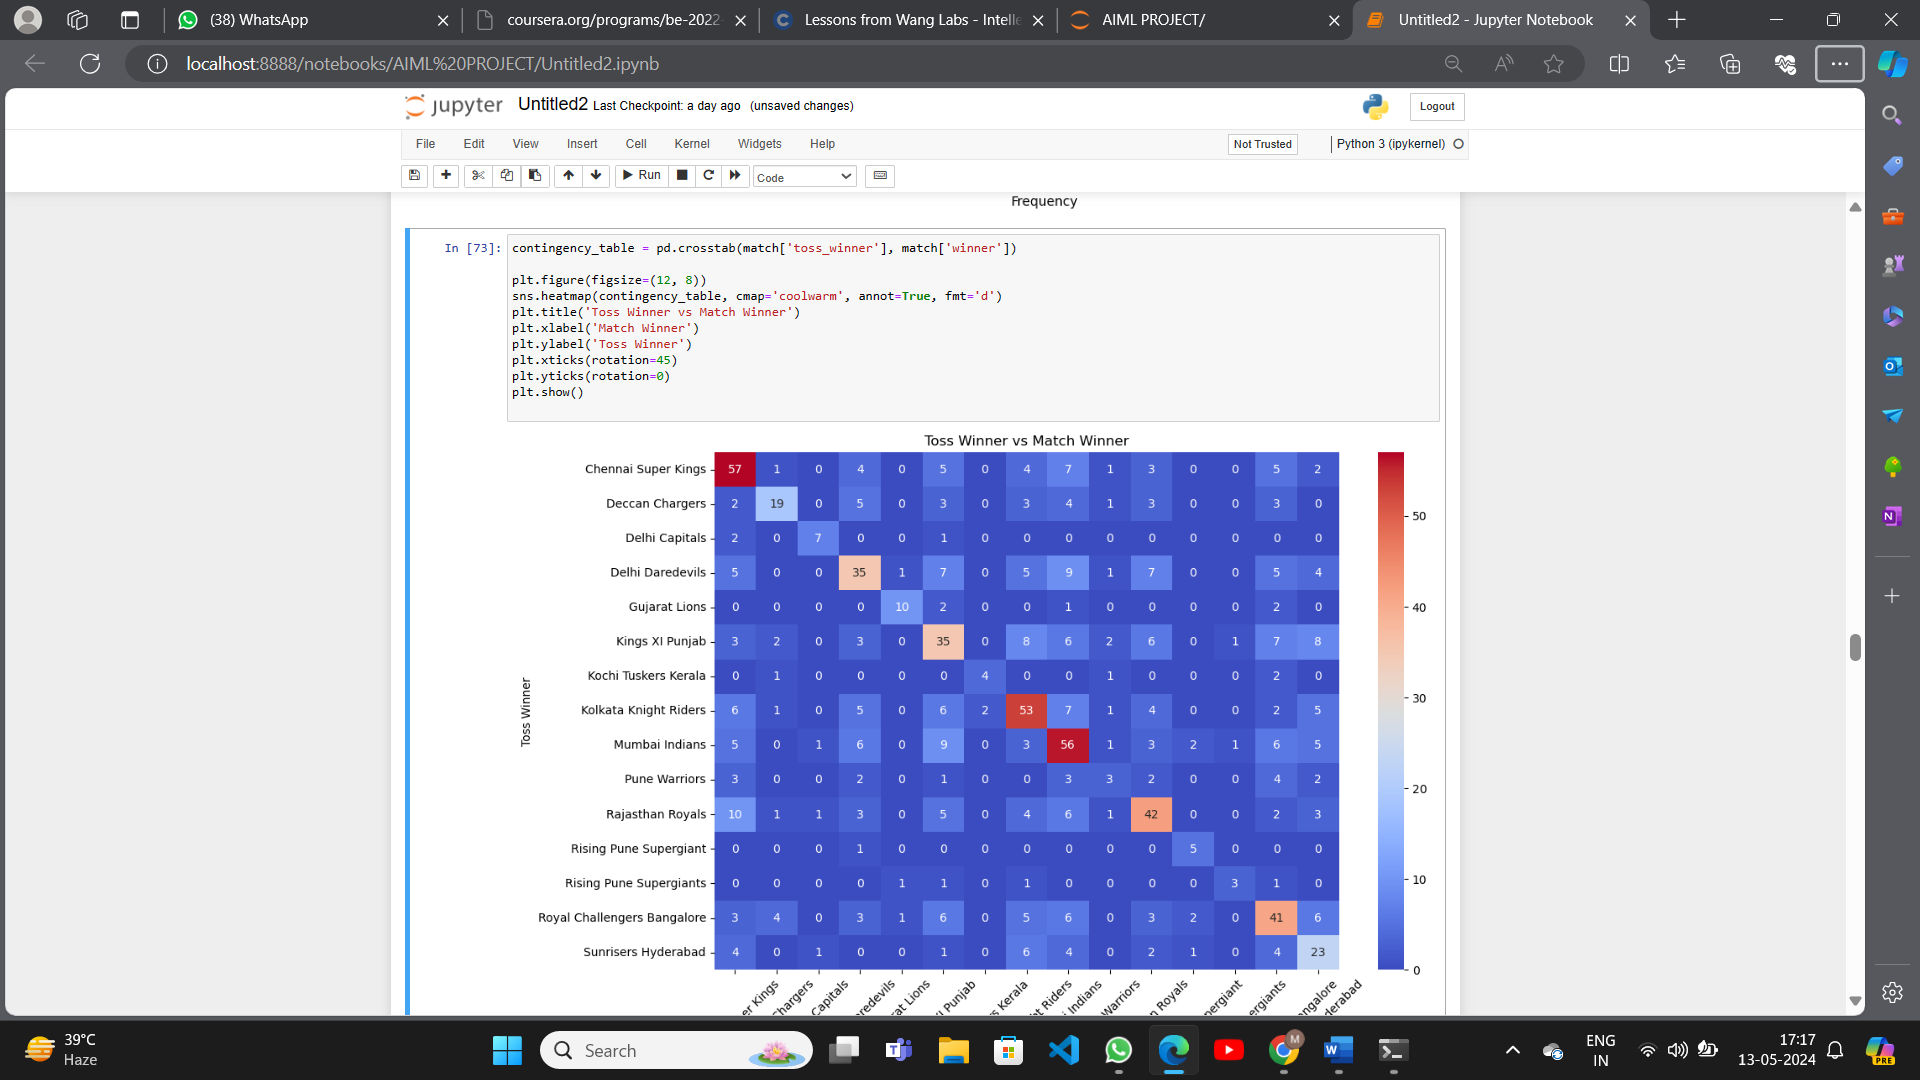 (38) WhatsApp
coursera.org/programs/be-2022-
Lessons from Wang Labs - Intelle
AIML PROJECT/
Untitled2 - Jupyter Notebook
localhost:8888/notebooks/AIML%20PROJECT/Untitled2.ipynb
jupyter Untitled2 Last Checkpoint: a day ago (unsaved changes)
Logout
File Edit View Insert Cell Kernel Widgets Help
Not Trusted
Python 3 (ipykernel)
Run
Code
Frequency
In [73]:
contingency_table = pd.crosstab(match['toss_winner'], match['winner'])
plt.figure(figsize=(12, 8))
sns.heatmap(contingency_table, cmap='coolwarm', annot=True, fmt='d')
plt.title('Toss Winner vs Match Winner')
plt.xlabel('Match Winner')
plt.ylabel('Toss Winner')
plt.xticks(rotation=45)
plt.yticks(rotation=0)
plt.show()
Toss Winner vs Match Winner
Toss Winner
Chennai Super Kings 57 1 0 4 0 5 0 4 7 1 3 0 0 5 2
Deccan Chargers 2 19 0 5 0 3 0 3 4 1 3 0 0 3 0
Delhi Capitals 2 0 7 0 0 1 0 0 0 0 0 0 0 0 0
Delhi Daredevils 5 0 0 35 1 7 0 5 9 1 7 0 0 5 4
Gujarat Lions 0 0 0 0 10 2 0 0 1 0 0 0 0 2 0
Kings XI Punjab 3 2 0 3 0 35 0 8 6 2 6 0 1 7 8
Kochi Tuskers Kerala 0 1 0 0 0 0 4 0 0 1 0 0 0 2 0
Kolkata Knight Riders 6 1 0 5 0 6 2 53 7 1 4 0 0 2 5
Mumbai Indians 5 0 1 6 0 9 0 3 56 1 3 2 1 6 5
Pune Warriors 3 0 0 2 0 1 0 0 3 3 2 0 0 4 2
Rajasthan Royals 10 1 1 3 0 5 0 4 6 1 42 0 0 2 3
Rising Pune Supergiant 0 0 0 1 0 0 0 0 0 0 0 5 0 0 0
Rising Pune Supergiants 0 0 0 0 1 1 0 1 0 0 0 0 3 1 0
Royal Challengers Bangalore 3 4 0 3 1 6 0 5 6 0 3 2 0 41 6
Sunrisers Hyderabad 4 0 1 0 0 1 0 6 4 0 2 1 0 4 23
50
40
30
20
10
0
er Kings
hargers
Capitals
redevils
rat Lions
I Punjab
s Kerala
ht Riders
i Indians
Warriors
n Royals
pergiant
ergiants
angalore
derabad
39°C
Haze
Search
PRE
ENG
IN
17:17
13-05-2024